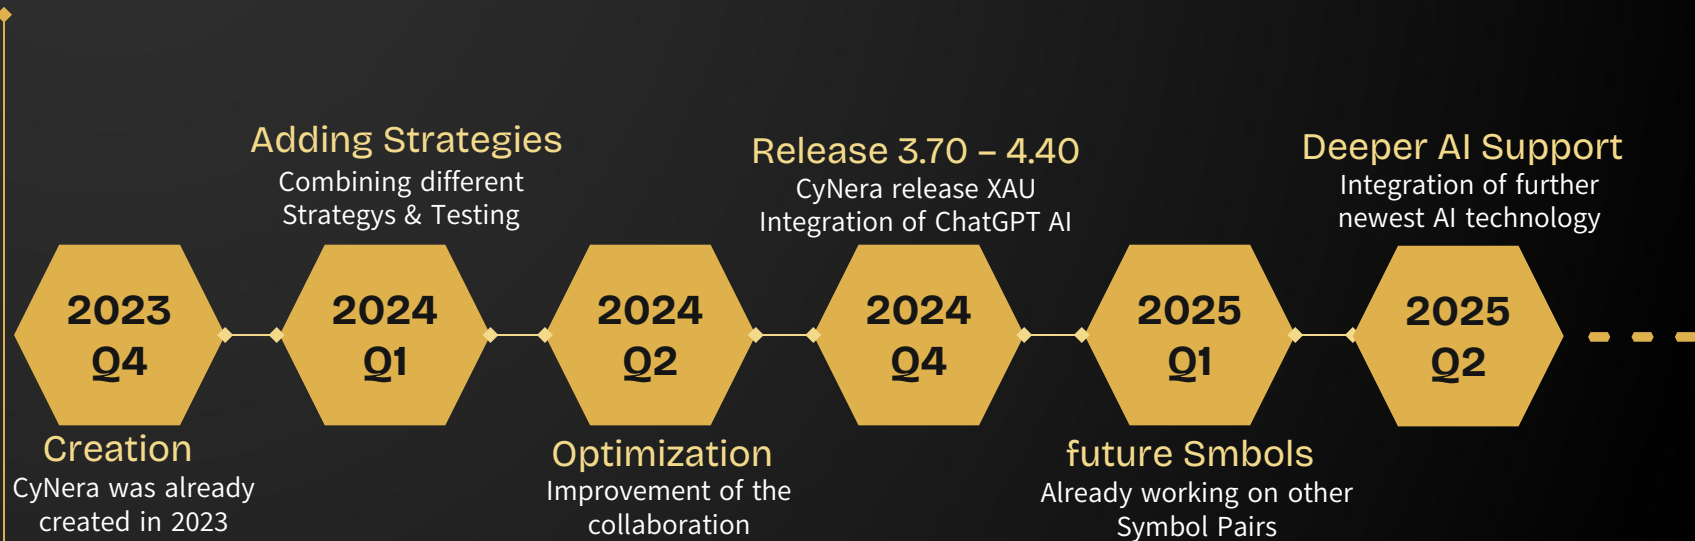 Adding Strategies
Combining different
Strategys & Testing
Release 3.70 – 4.40
CyNera release XAU
Integration of ChatGPT AI
Deeper AI Support
Integration of further
newest AI technology
2023
Q4
2024
Q1
2024
Q2
2024
Q4
2025
Q1
2025
Q2
Creation
CyNera was already
created in 2023
Optimization
Improvement of the
collaboration
future Smbols
Already working on other
Symbol Pairs